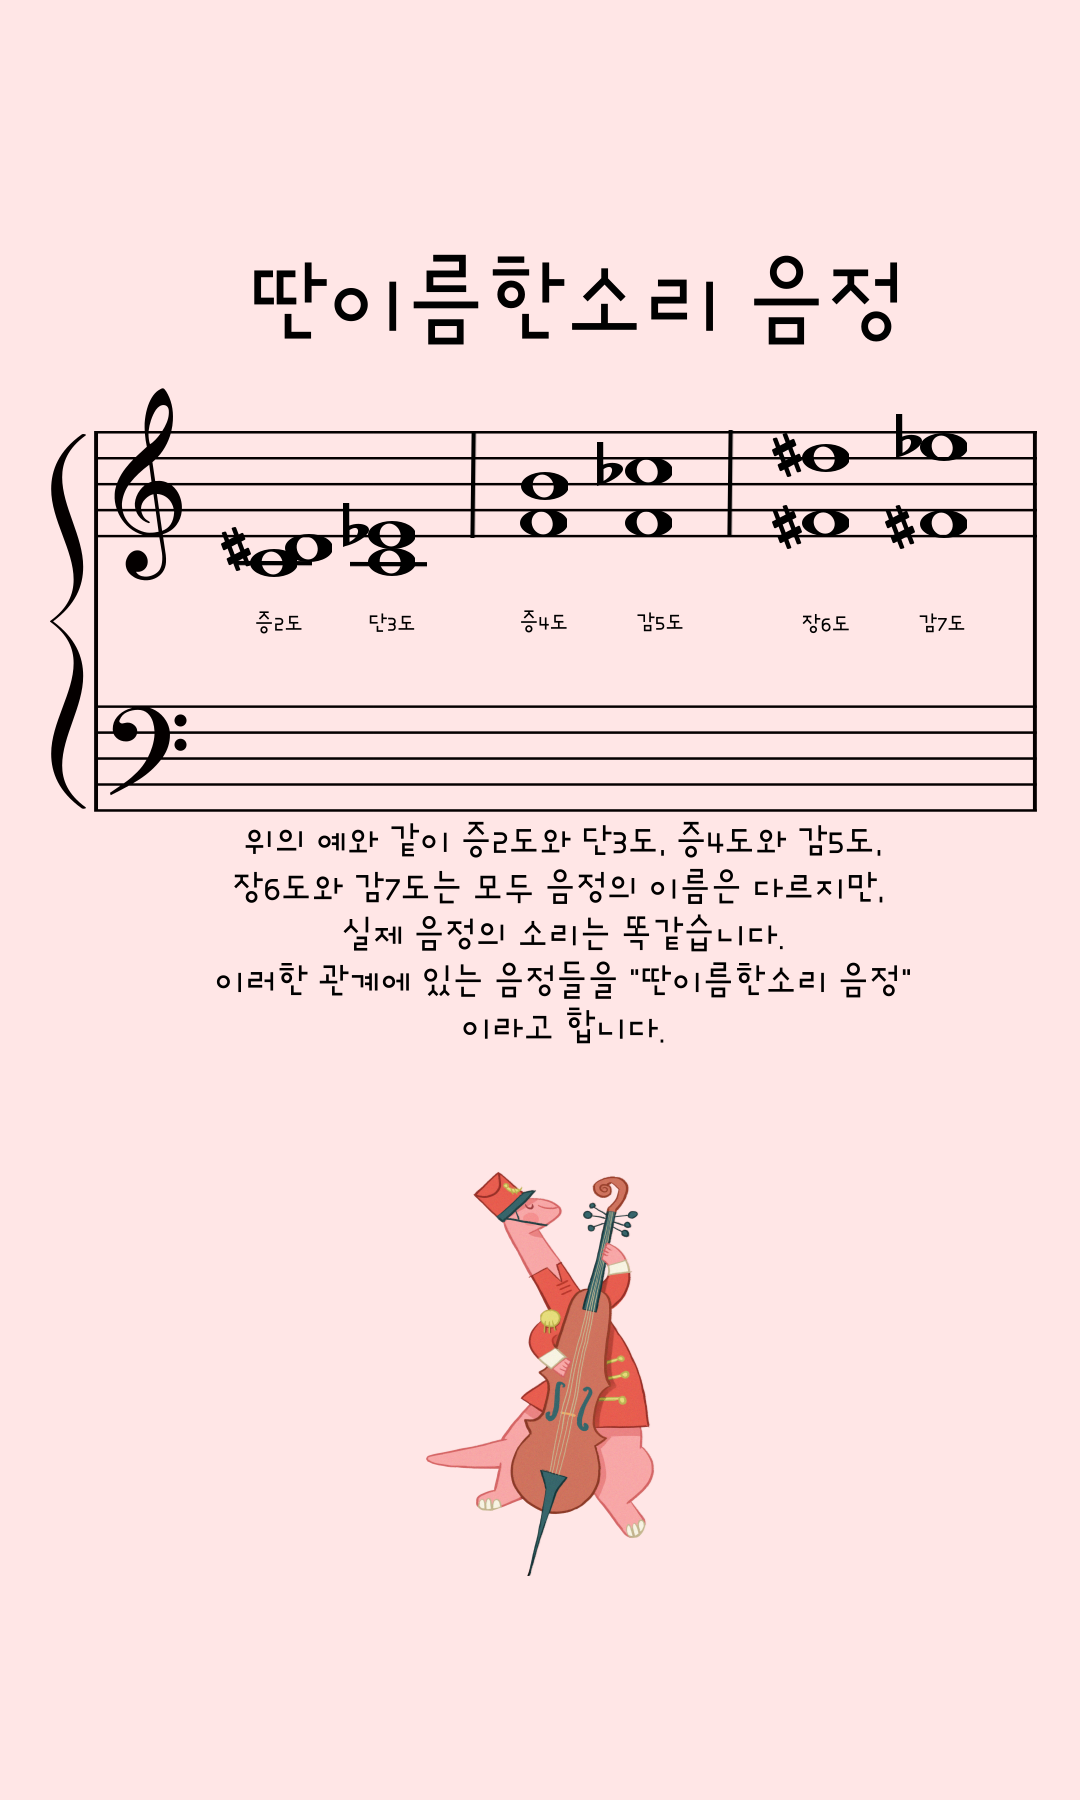 딴이름한소리 음정
증2도 단3도 증4도 감5도 장6도 감7도
위의 예와 같이 증2도와 단3도, 증4도와 감5도,
장6도와 감7도는 모두 음정의 이름은 다르지만,
실제 음정의 소리는 똑같습니다.
이러한 관계에 있는 음정들을 "딴이름한소리 음정"
이라고 합니다.